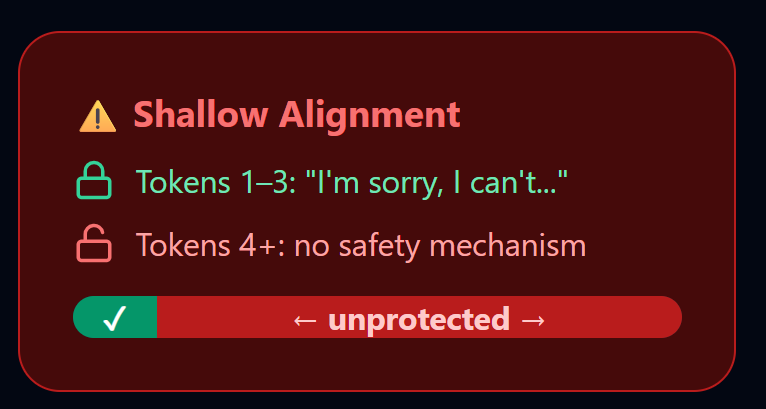 ⚠️ Shallow Alignment
Tokens 1–3: "I'm sorry, I can't..."
Tokens 4+: no safety mechanism
✓ ← unprotected →